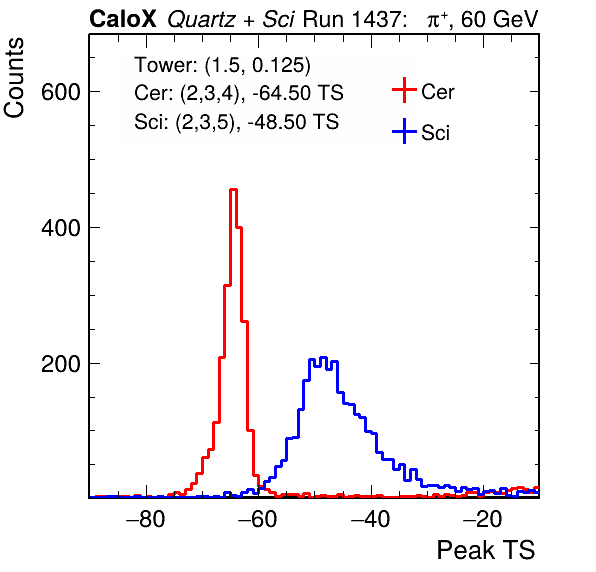 CaloX Quartz + Sci Run 1437: π⁺, 60 GeV
Counts
Tower: (1.5, 0.125)
Cer: (2,3,4), -64.50 TS
Sci: (2,3,5), -48.50 TS
Cer
Sci
600
400
200
−80 −60 −40 −20
Peak TS